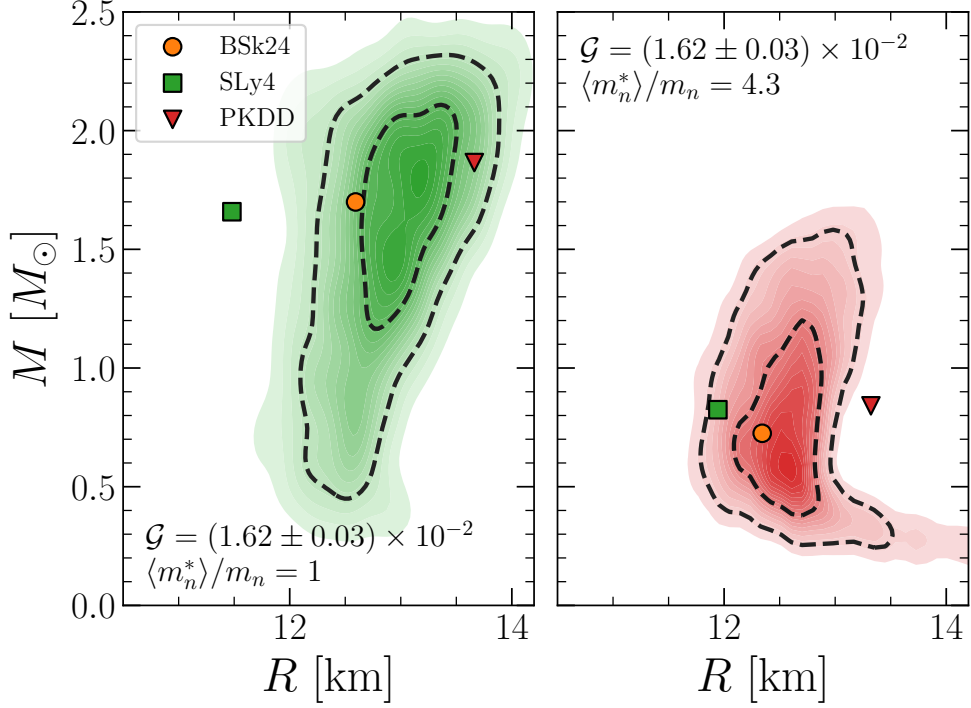 2.5
2.0
1.5
1.0
0.5
0.0
M [M⊙]
BSk24
SLy4
PKDD
𝒢 = (1.62 ± 0.03) × 10⁻²
⟨mₙ*⟩/mₙ = 1
12
14
R [km]
𝒢 = (1.62 ± 0.03) × 10⁻²
⟨mₙ*⟩/mₙ = 4.3
12
14
R [km]